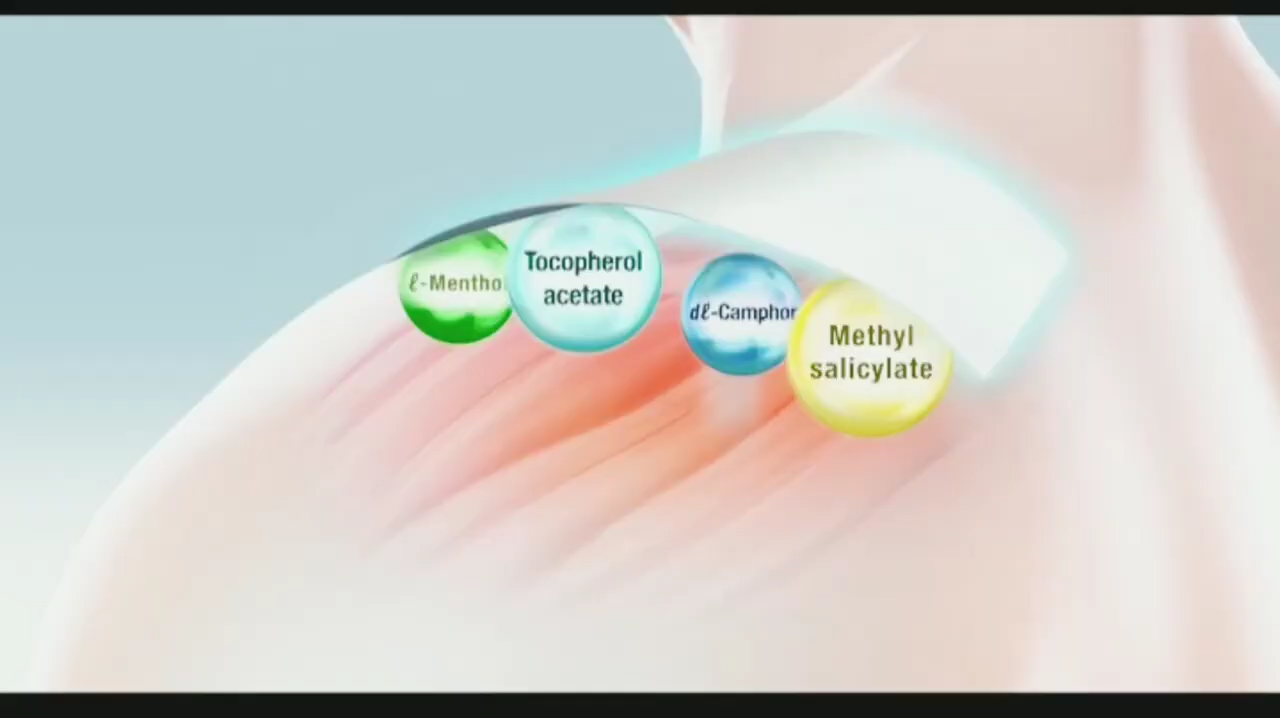 ℓ-Mentho
Tocopherol
acetate
dℓ-Camphor
Methyl
salicylate